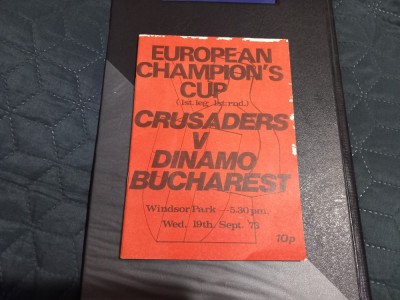 EUROPEAN
CHAMPION'S
CUP
(.1st. leg .1st. rnd.)
CRUSADERS
V
DINAMO
BUCHAREST
Windsor Park — 5.30 pm.
Wed. 19th. Sept. '73
10p